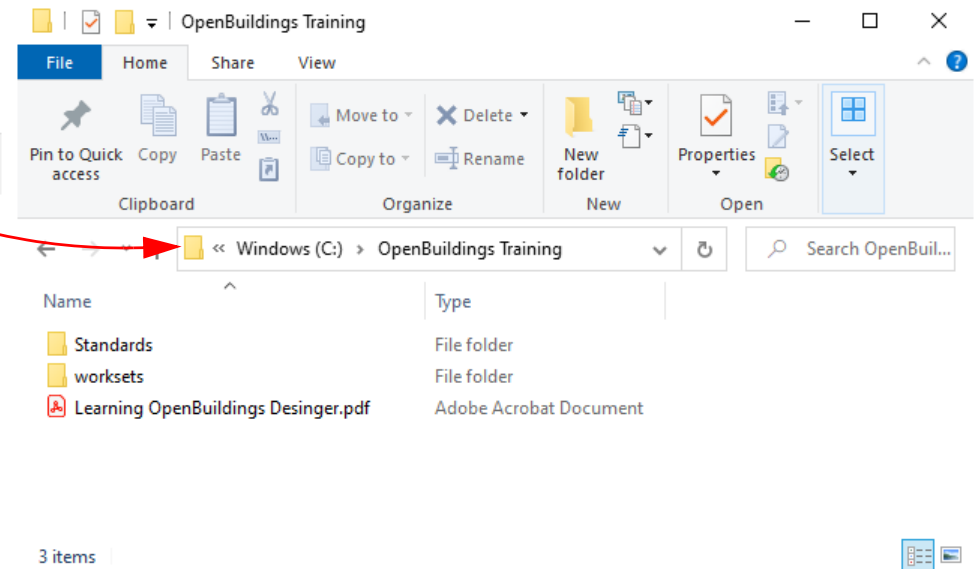 OpenBuildings Training
File Home Share View
Pin to Quick access
Copy
Paste
Clipboard
Move to
Copy to
Delete
Rename
Organize
New folder
New
Properties
Open
Select
« Windows (C:) > OpenBuildings Training
Search OpenBuil...
Name Type
Standards File folder
worksets File folder
Learning OpenBuildings Desinger.pdf Adobe Acrobat Document
3 items